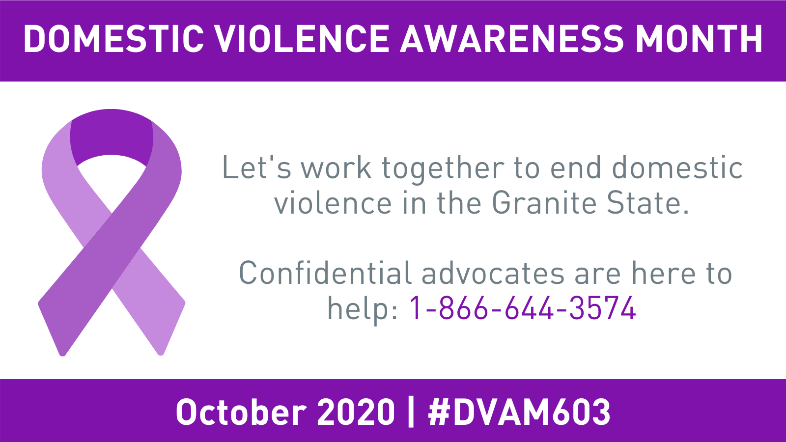 DOMESTIC VIOLENCE AWARENESS MONTH
Let's work together to end domestic
violence in the Granite State.
Confidential advocates are here to
help: 1-866-644-3574
October 2020 | #DVAM603